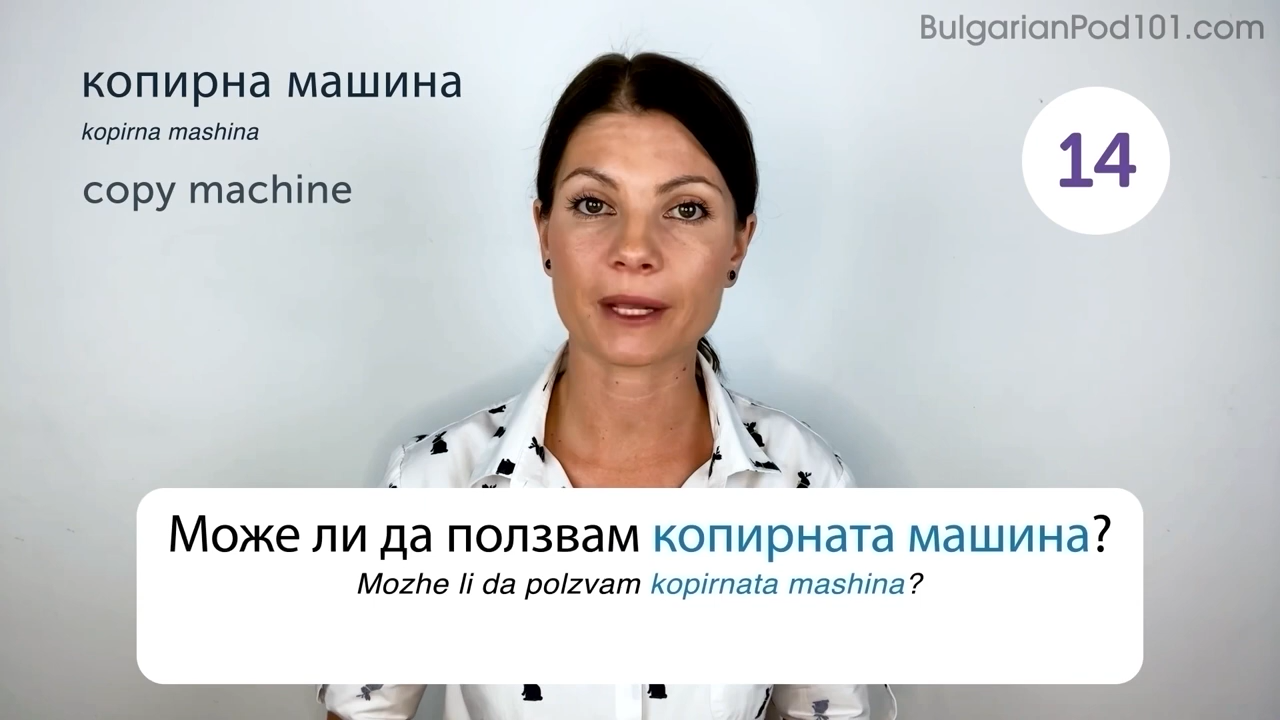 BulgarianPod101.com
копирна машина
kopirna mashina
copy machine
14
Може ли да ползвам копирната машина?
Mozhe li da polzvam kopirnata mashina?